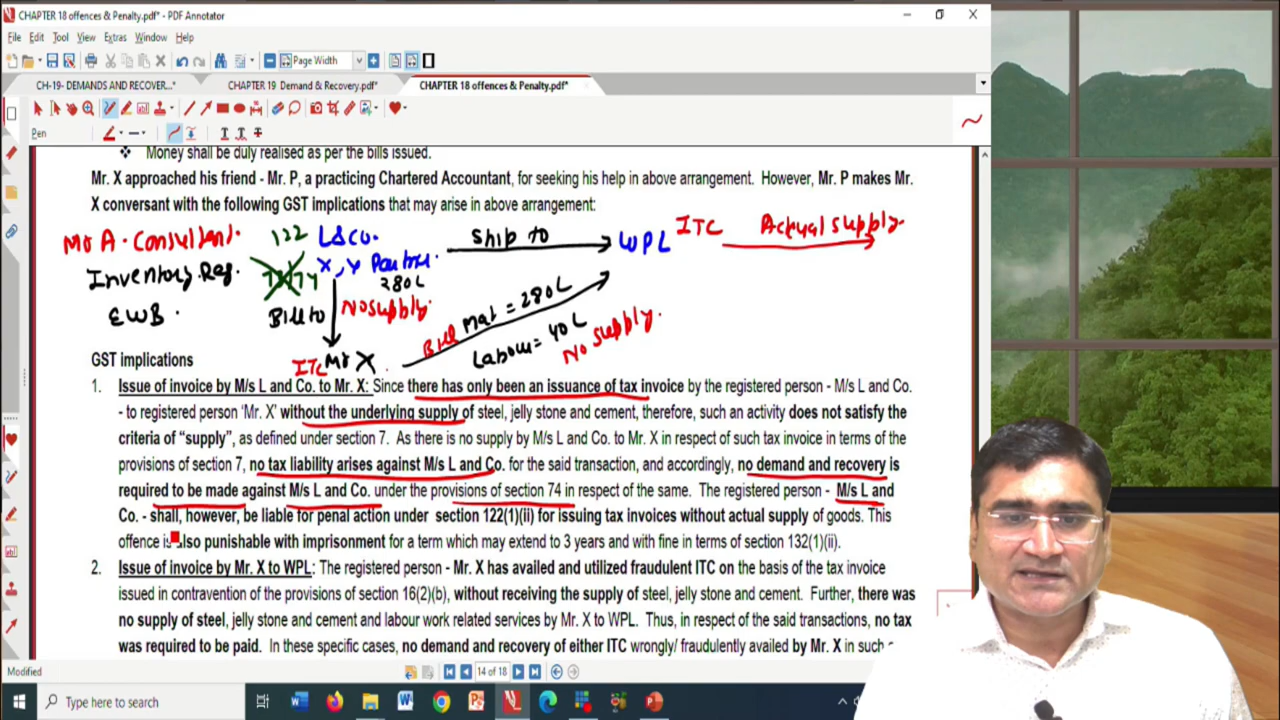 CHAPTER 18 offences & Penalty.pdf* - PDF Annotator
File Edit Tool View Extras Window Help
Page Width
CH-19- DEMANDS AND RECOVER...* CHAPTER 19 Demand & Recovery.pdf* CHAPTER 18 offences & Penalty.pdf*
Pen
❖ Money shall be duly realised as per the bills issued.
Mr. X approached his friend - Mr. P, a practicing Chartered Accountant, for seeking his help in above arrangement. However, Mr. P makes Mr.
X conversant with the following GST implications that may arise in above arrangement:
Mr A. Consultant. 122 L&Co. Ship to WPL ITC Actual supply
Inventory Reg. 74 X, Y Partner.
280L
EWB. Bill to No supply. Bill Mat = 280L
Labour = 40L No supply.
ITC Mr X
GST implications
1. Issue of invoice by M/s L and Co. to Mr. X: Since there has only been an issuance of tax invoice by the registered person - M/s L and Co.
- to registered person ‘Mr. X’ without the underlying supply of steel, jelly stone and cement, therefore, such an activity does not satisfy the
criteria of “supply”, as defined under section 7. As there is no supply by M/s L and Co. to Mr. X in respect of such tax invoice in terms of the
provisions of section 7, no tax liability arises against M/s L and Co. for the said transaction, and accordingly, no demand and recovery is
required to be made against M/s L and Co. under the provisions of section 74 in respect of the same. The registered person - M/s L and
Co. - shall, however, be liable for penal action under section 122(1)(ii) for issuing tax invoices without actual supply of goods. This
offence is also punishable with imprisonment for a term which may extend to 3 years and with fine in terms of section 132(1)(ii).
2. Issue of invoice by Mr. X to WPL: The registered person - Mr. X has availed and utilized fraudulent ITC on the basis of the tax invoice
issued in contravention of the provisions of section 16(2)(b), without receiving the supply of steel, jelly stone and cement. Further, there was
no supply of steel, jelly stone and cement and labour work related services by Mr. X to WPL. Thus, in respect of the said transactions, no tax
was required to be paid. In these specific cases, no demand and recovery of either ITC wrongly/ fraudulently availed by Mr. X in such
Modified 14 of 18
Type here to search